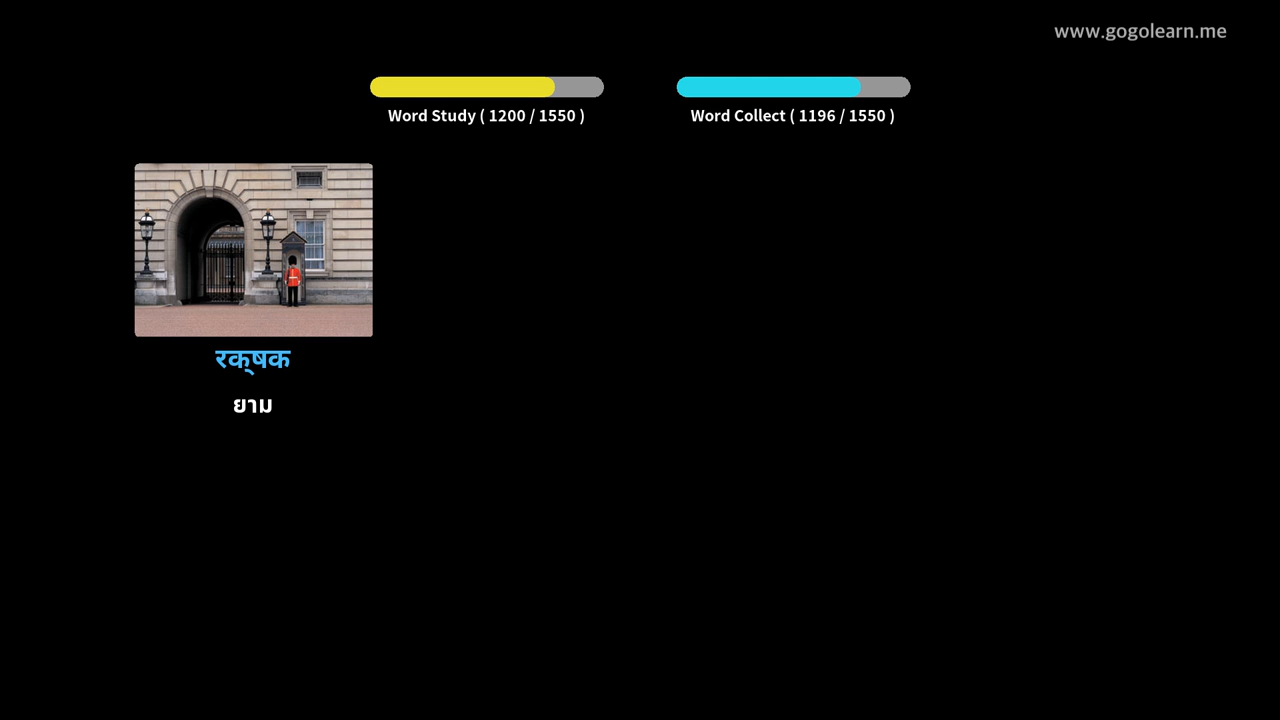 www.gogolearn.me
Word Study ( 1200 / 1550 )
Word Collect ( 1196 / 1550 )
रक्षक
ยาม